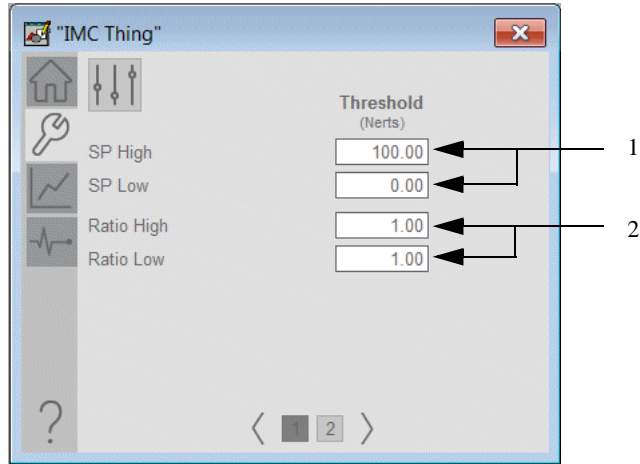 "IMC Thing"
Threshold
(Nerts)
SP High 100.00 1
SP Low 0.00
Ratio High 1.00 2
Ratio Low 1.00
?
1 2